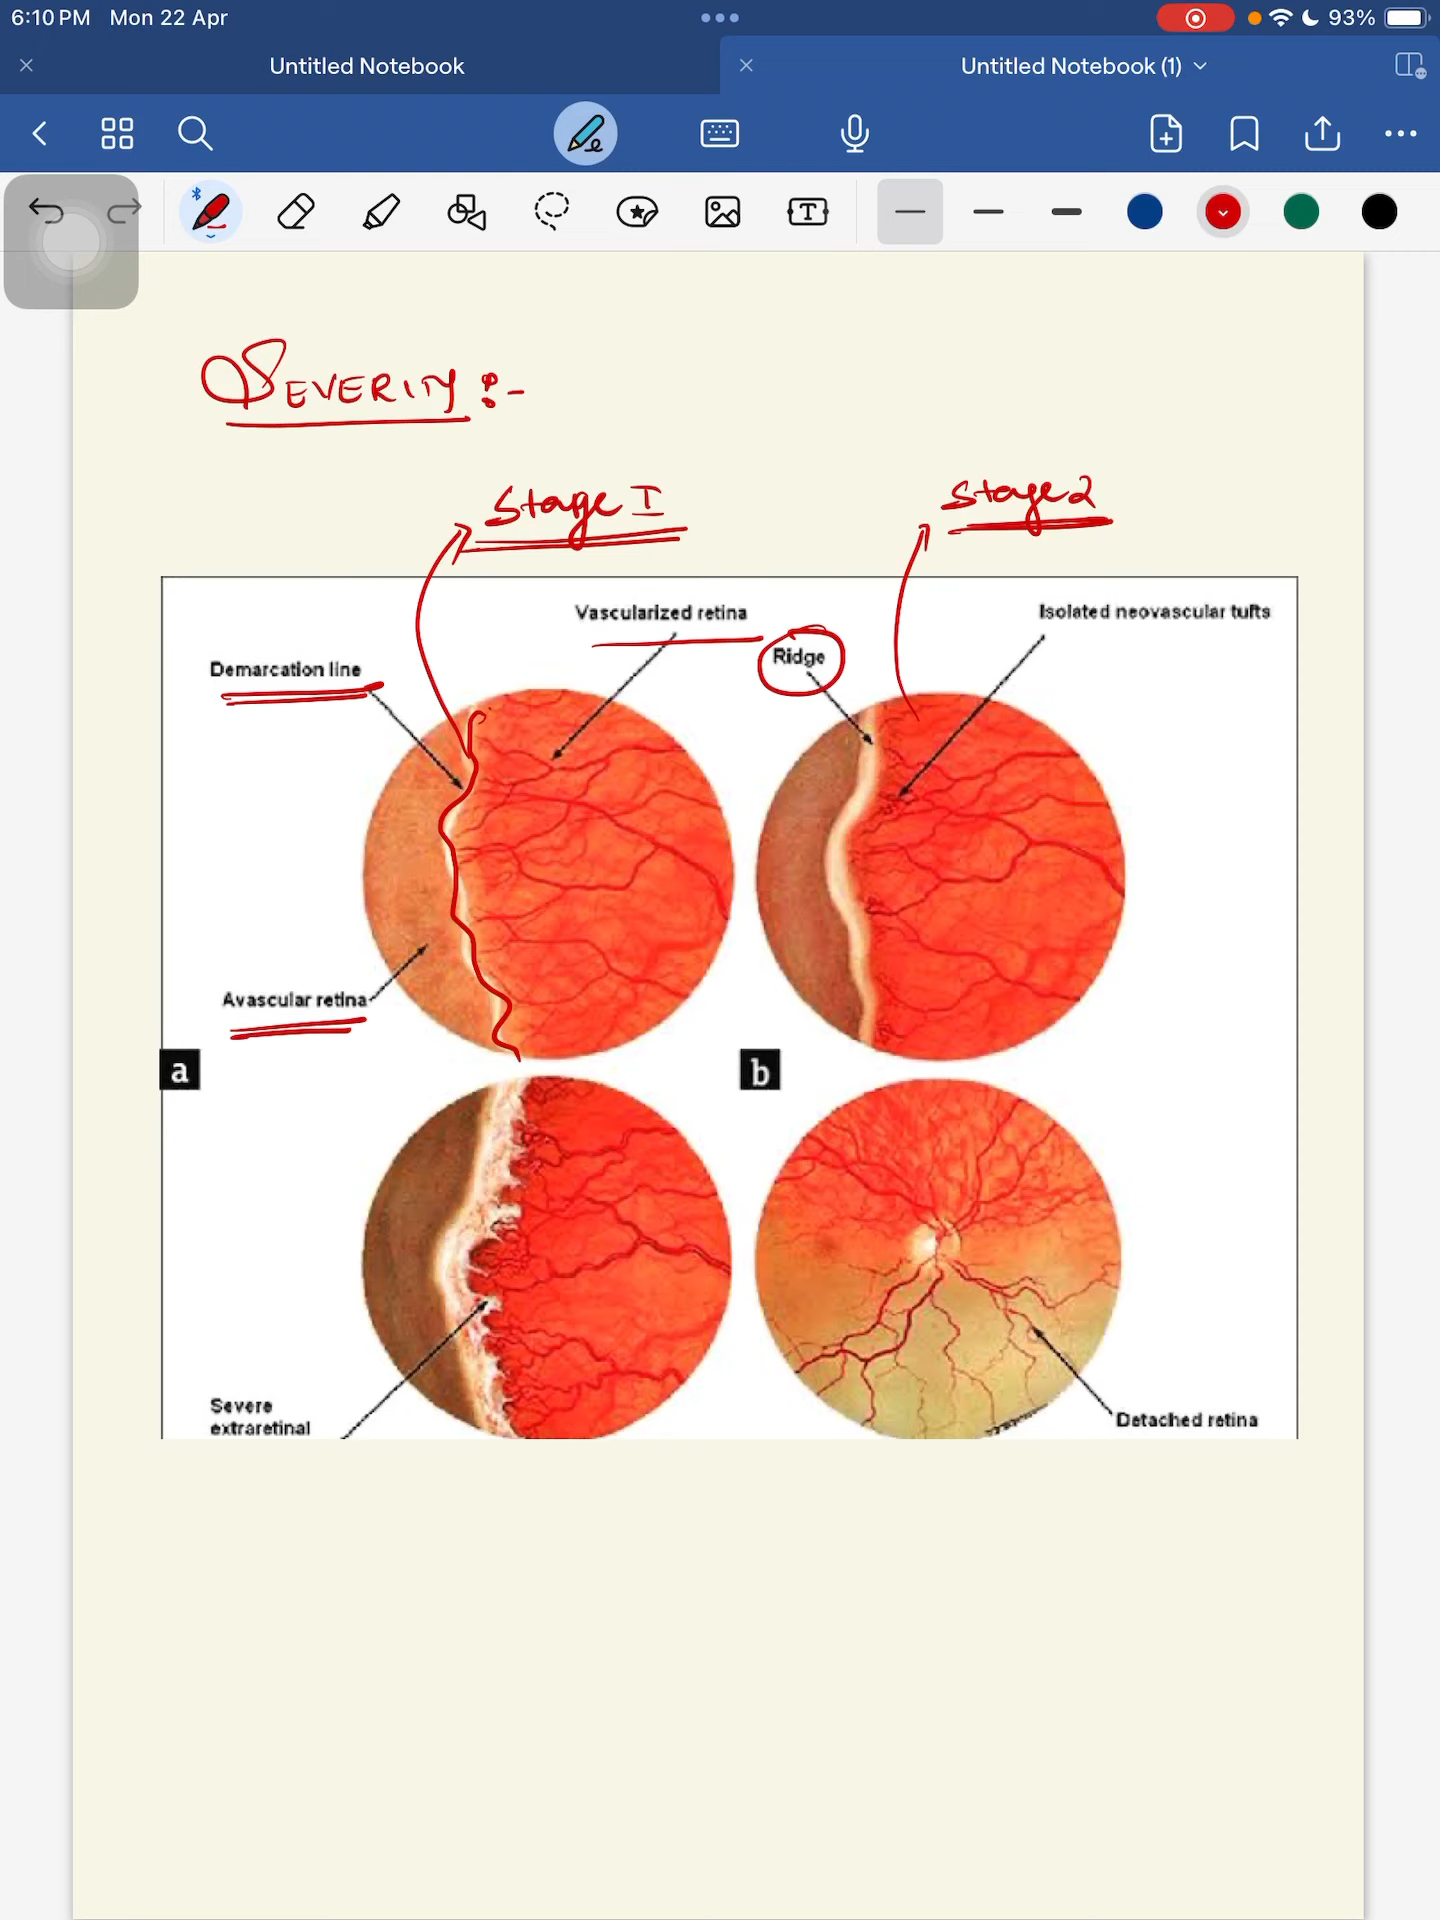 6:10 PM Mon 22 Apr
93%
Untitled Notebook
Untitled Notebook (1)
SEVERITY :-
Stage I
Stage 2
Vascularized retina
Isolated neovascular tufts
Ridge
Demarcation line
Avascular retina
a
b
Severe
extraretinal
Detached retina